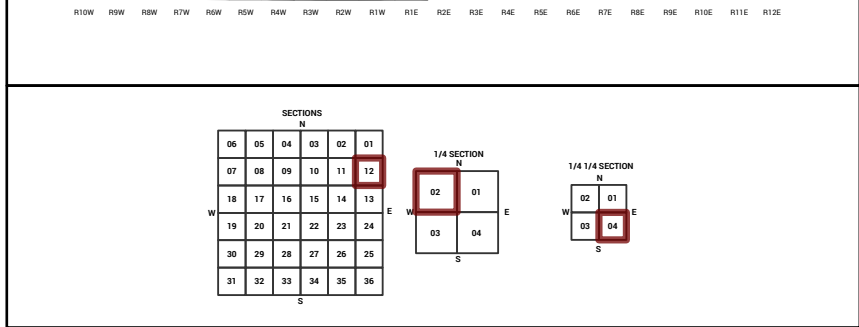 R10W R9W R8W R7W R6W R5W R4W R3W R2W R1W R1E R2E R3E R4E R5E R6E R7E R8E R9E R10E R11E R12E
SECTIONS
N
06 05 04 03 02 01
07 08 09 10 11 12
18 17 16 15 14 13
W E
19 20 21 22 23 24
30 29 28 27 26 25
31 32 33 34 35 36
S
1/4 SECTION
N
02 01
W E
03 04
S
1/4 1/4 SECTION
N
02 01
W E
03 04
S